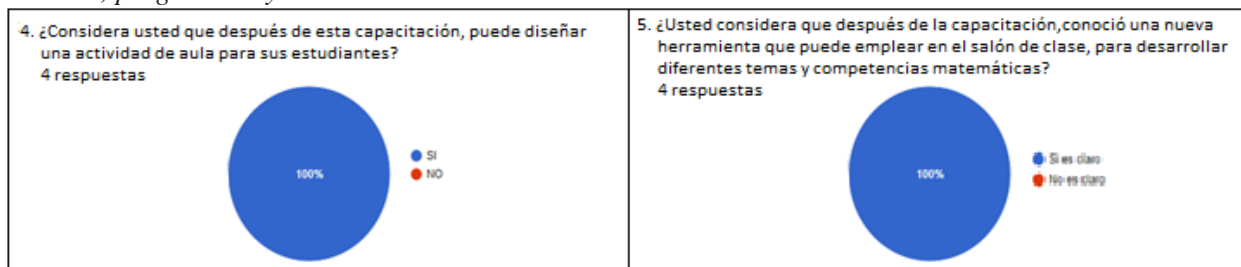 4. ¿Considera usted que después de esta capacitación, puede diseñar
una actividad de aula para sus estudiantes?
4 respuestas
100%
SI
NO
5. ¿Usted considera que después de la capacitación,conoció una nueva
herramienta que puede emplear en el salón de clase, para desarrollar
diferentes temas y competencias matemáticas?
4 respuestas
100%
Si es claro
No es claro